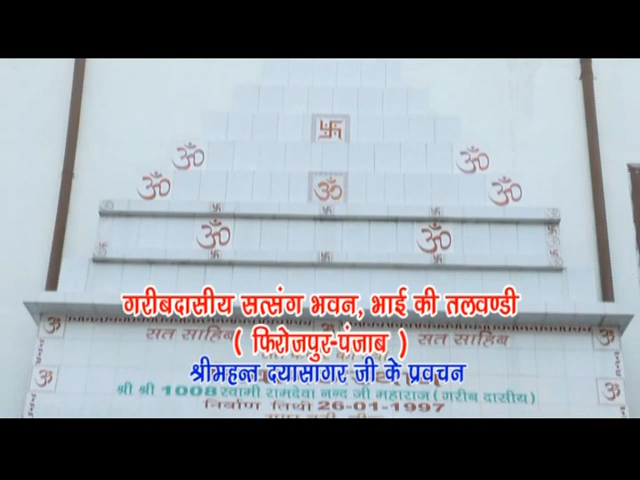 ॐ ॐ
ॐ ॐ ॐ
ॐ ॐ
गरीबदासीय सत्संग भवन, भाई की तलवण्डी
( फिरोजपुर-पंजाब )
श्रीमहन्त दयासागर जी के प्रवचन
ॐ सत साहिब सत साहिब ॐ
श्री श्री 1008 स्वामी रामदेवा नन्द जी महाराज ( गरीब दासीय)
निर्वाण तिथी 26-01-1997